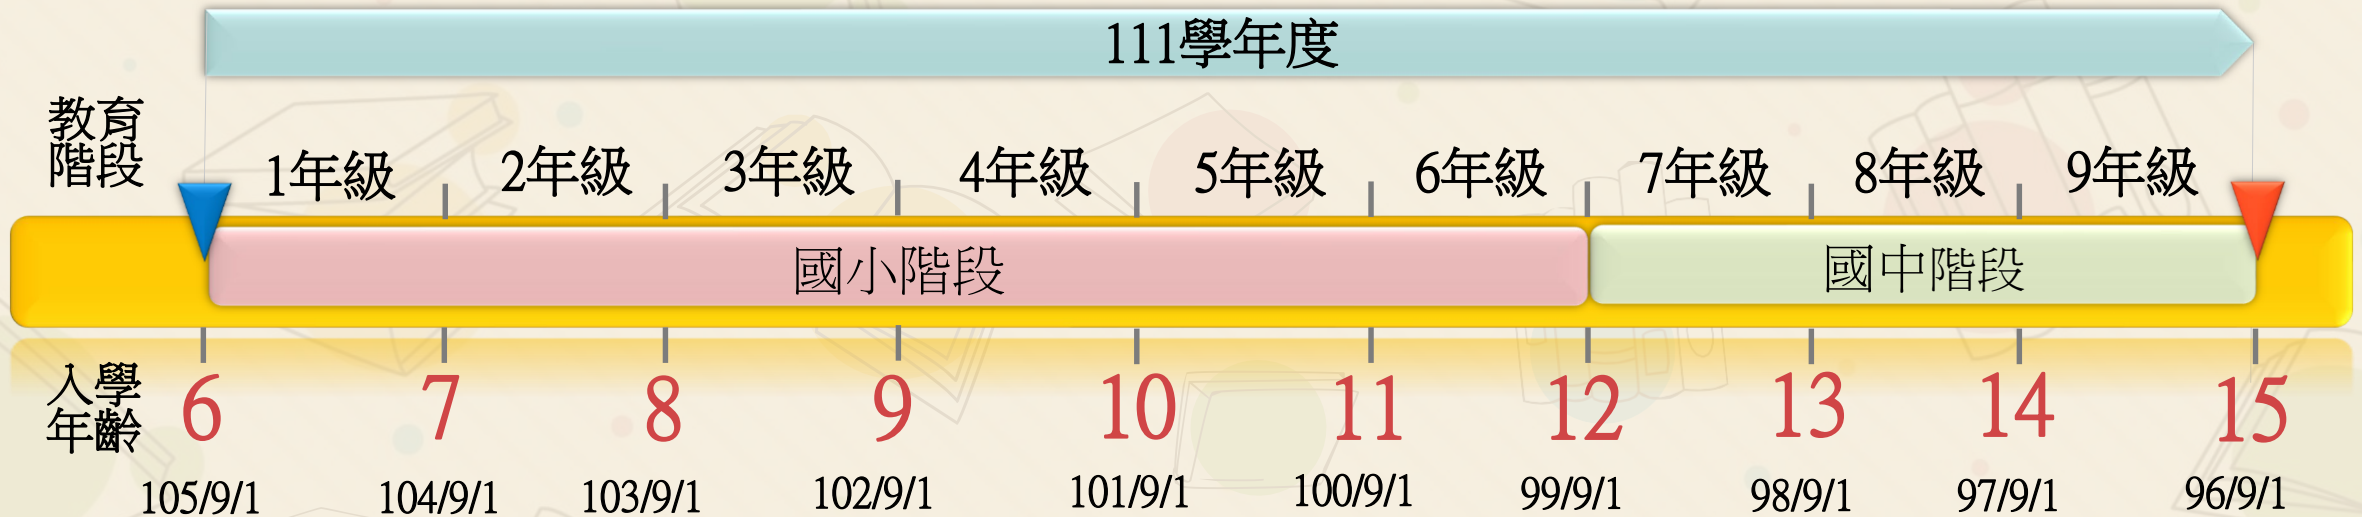 111學年度
教育
階段
1年級 2年級 3年級 4年級 5年級 6年級 7年級 8年級 9年級
國小階段 國中階段
入學
年齡
6 7 8 9 10 11 12 13 14 15
105/9/1 104/9/1 103/9/1 102/9/1 101/9/1 100/9/1 99/9/1 98/9/1 97/9/1 96/9/1